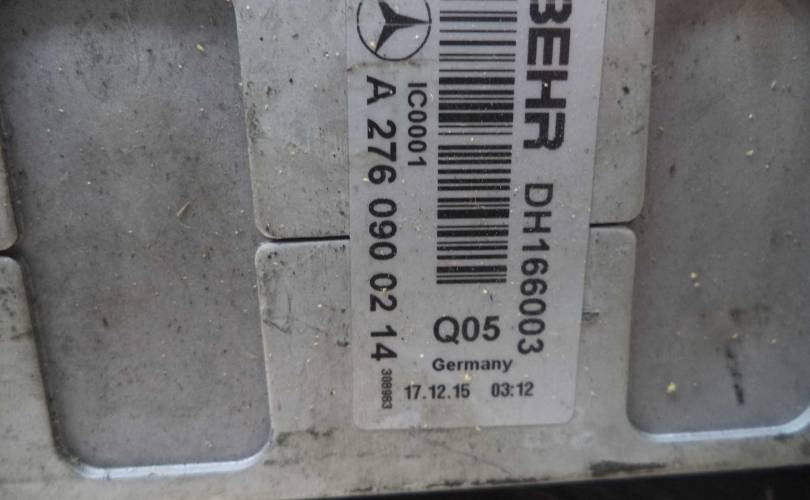 BEHR DH166003
IC0001
A 276 090 02 14
308983
Q05
Germany
17.12.15 03:12